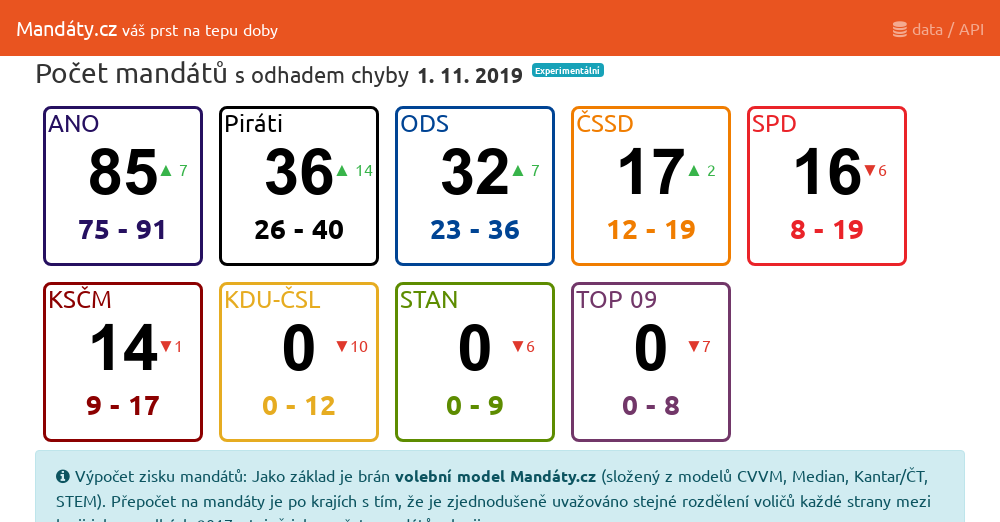 Mandáty.cz váš prst na tepu doby
data / API
Počet mandátů s odhadem chyby 1. 11. 2019 Experimentální
ANO
85 ▲ 7
75 - 91
Piráti
36 ▲ 14
26 - 40
ODS
32 ▲ 7
23 - 36
ČSSD
17 ▲ 2
12 - 19
SPD
16 ▼6
8 - 19
KSČM
14 ▼1
9 - 17
KDU-ČSL
0 ▼10
0 - 12
STAN
0 ▼6
0 - 9
TOP 09
0 ▼7
0 - 8
Výpočet zisku mandátů: Jako základ je brán volební model Mandáty.cz (složený z modelů CVVM, Median, Kantar/ČT,
STEM). Přepočet na mandáty je po krajích s tím, že je zjednodušeně uvažováno stejné rozdělení voličů každé strany mezi